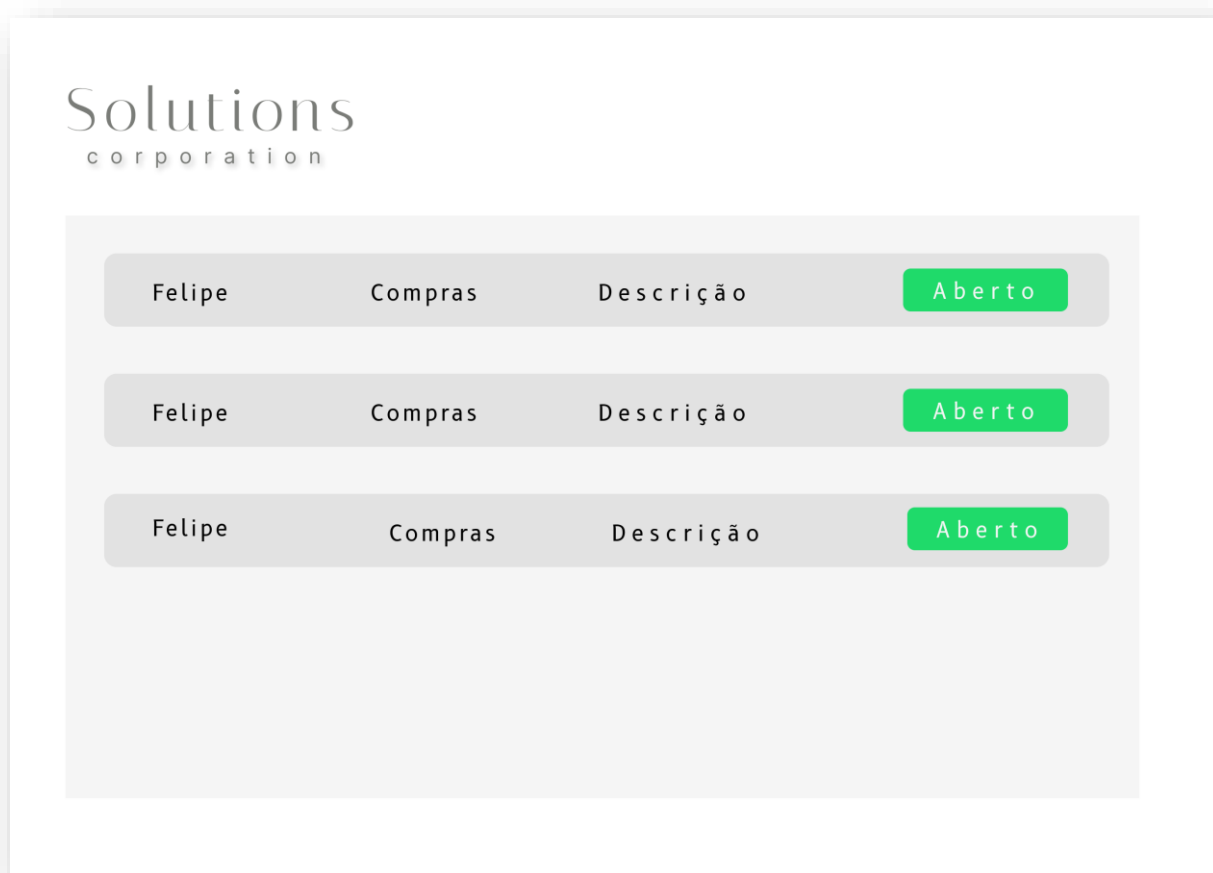 Solutions
corporation
Felipe Compras Descrição Aberto
Felipe Compras Descrição Aberto
Felipe Compras Descrição Aberto